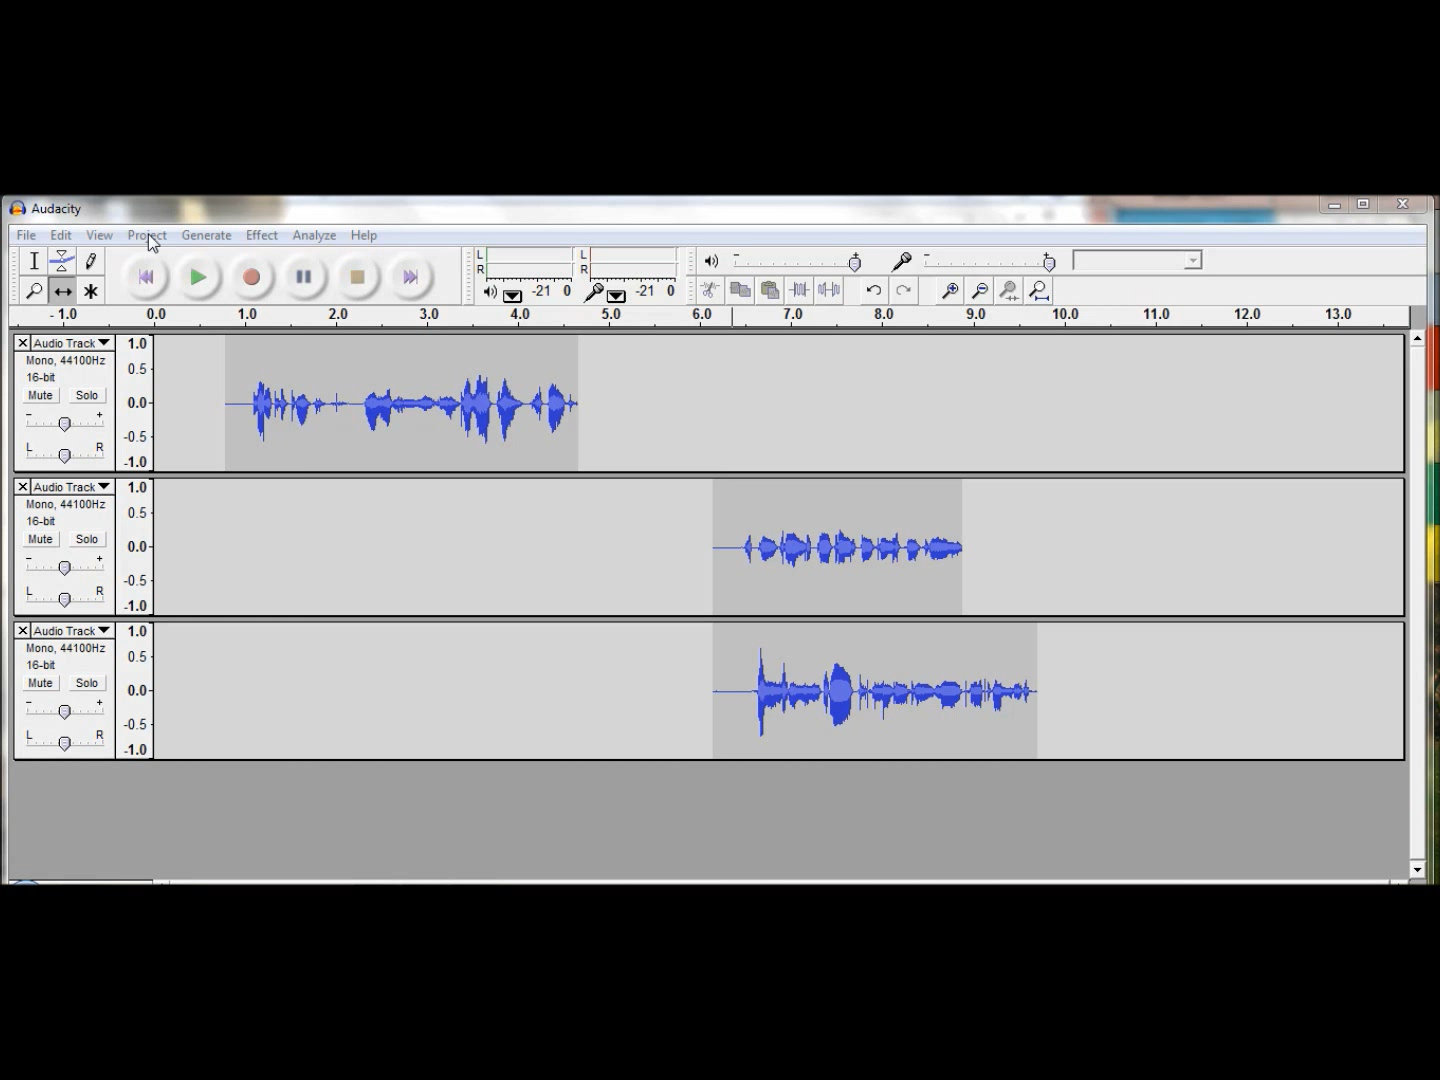 Audacity
File Edit View Project Generate Effect Analyze Help
L L
R R
-21 0 -21 0
- 1.0 0.0 1.0 2.0 3.0 4.0 5.0 6.0 7.0 8.0 9.0 10.0 11.0 12.0 13.0
Audio Track 1.0
Mono, 44100Hz 0.5
16-bit
Mute Solo 0.0
- +
-0.5
L R
-1.0
Audio Track 1.0
Mono, 44100Hz 0.5
16-bit
Mute Solo 0.0
- +
-0.5
L R
-1.0
Audio Track 1.0
Mono, 44100Hz 0.5
16-bit
Mute Solo 0.0
- +
-0.5
L R
-1.0